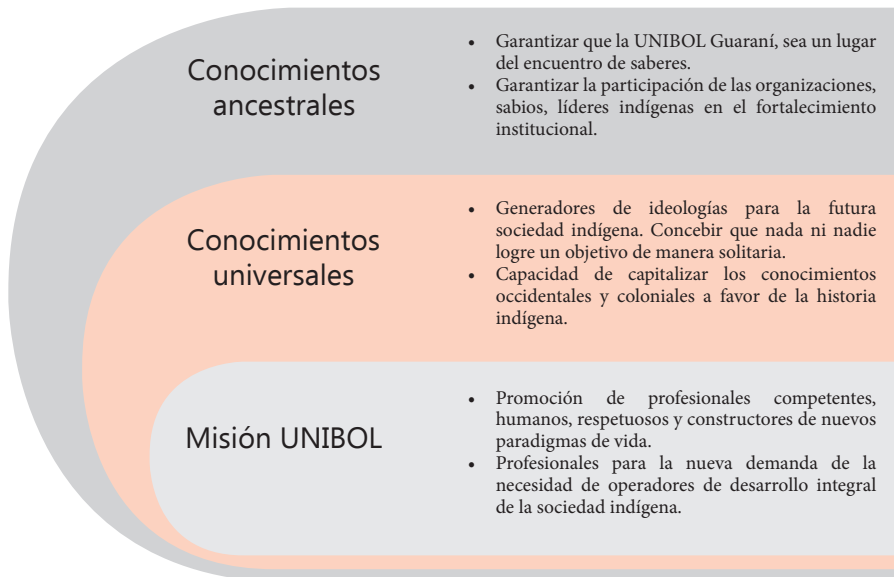 Conocimientos
ancestrales
• Garantizar que la UNIBOL Guaraní, sea un lugar
del encuentro de saberes.
• Garantizar la participación de las organizaciones,
sabios, líderes indígenas en el fortalecimiento
institucional.
Conocimientos
universales
• Generadores de ideologías para la futura
sociedad indígena. Concebir que nada ni nadie
logre un objetivo de manera solitaria.
• Capacidad de capitalizar los conocimientos
occidentales y coloniales a favor de la historia
indígena.
Misión UNIBOL
• Promoción de profesionales competentes,
humanos, respetuosos y constructores de nuevos
paradigmas de vida.
• Profesionales para la nueva demanda de la
necesidad de operadores de desarrollo integral
de la sociedad indígena.